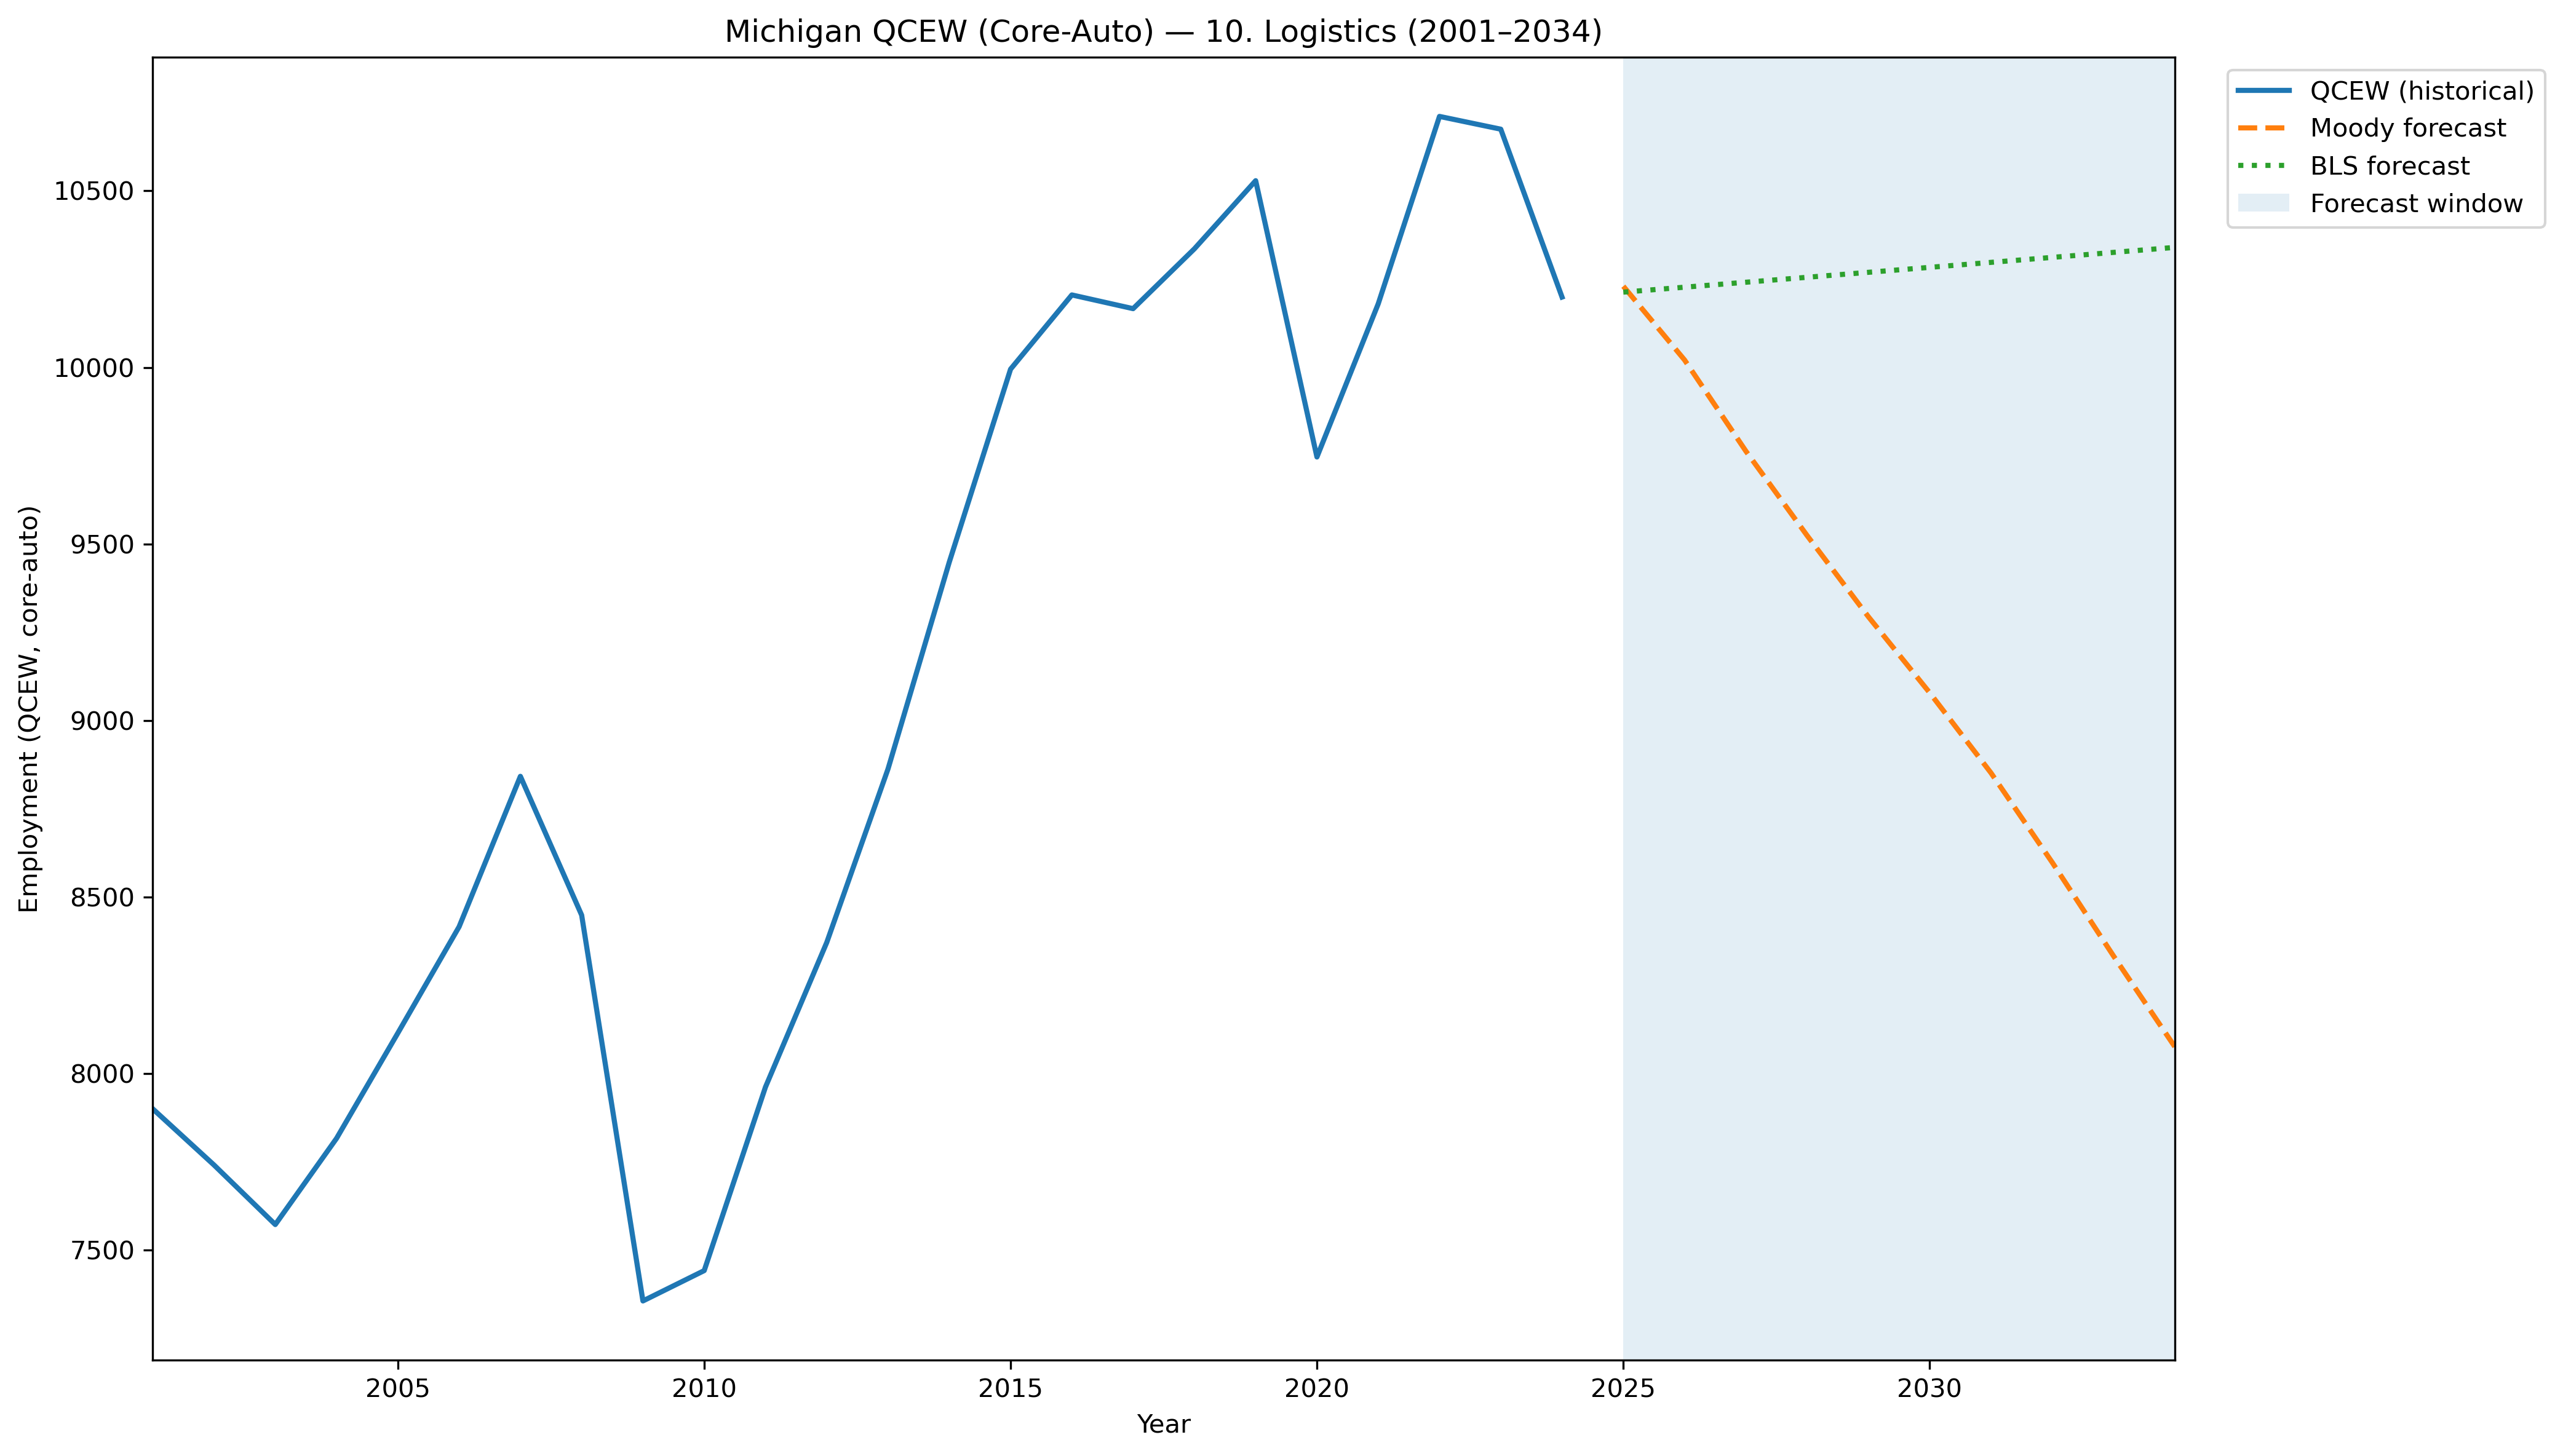 Michigan QCEW (Core-Auto) — 10. Logistics (2001–2034)
QCEW (historical)
Moody forecast
BLS forecast
Forecast window
Employment (QCEW, core-auto)
10500
10000
9500
9000
8500
8000
7500
2005 2010 2015 2020 2025 2030
Year